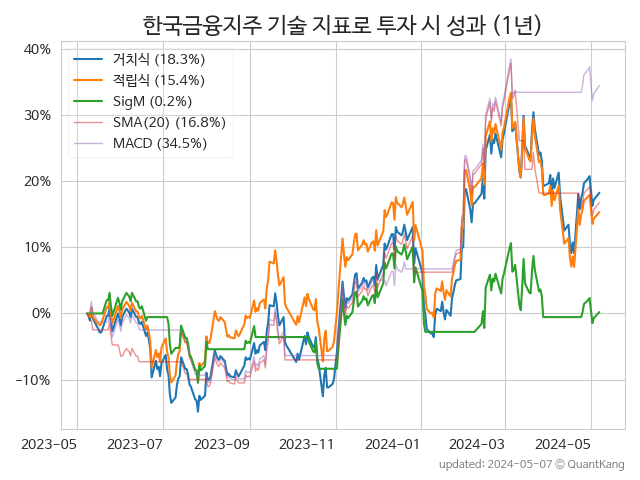 한국금융지주 기술 지표로 투자 시 성과 (1년)
거치식 (18.3%)
적립식 (15.4%)
SigM (0.2%)
SMA(20) (16.8%)
MACD (34.5%)
40%
30%
20%
10%
0%
−10%
2023−05 2023−07 2023−09 2023−11 2024−01 2024−03 2024−05
updated: 2024−05−07 © QuantKang